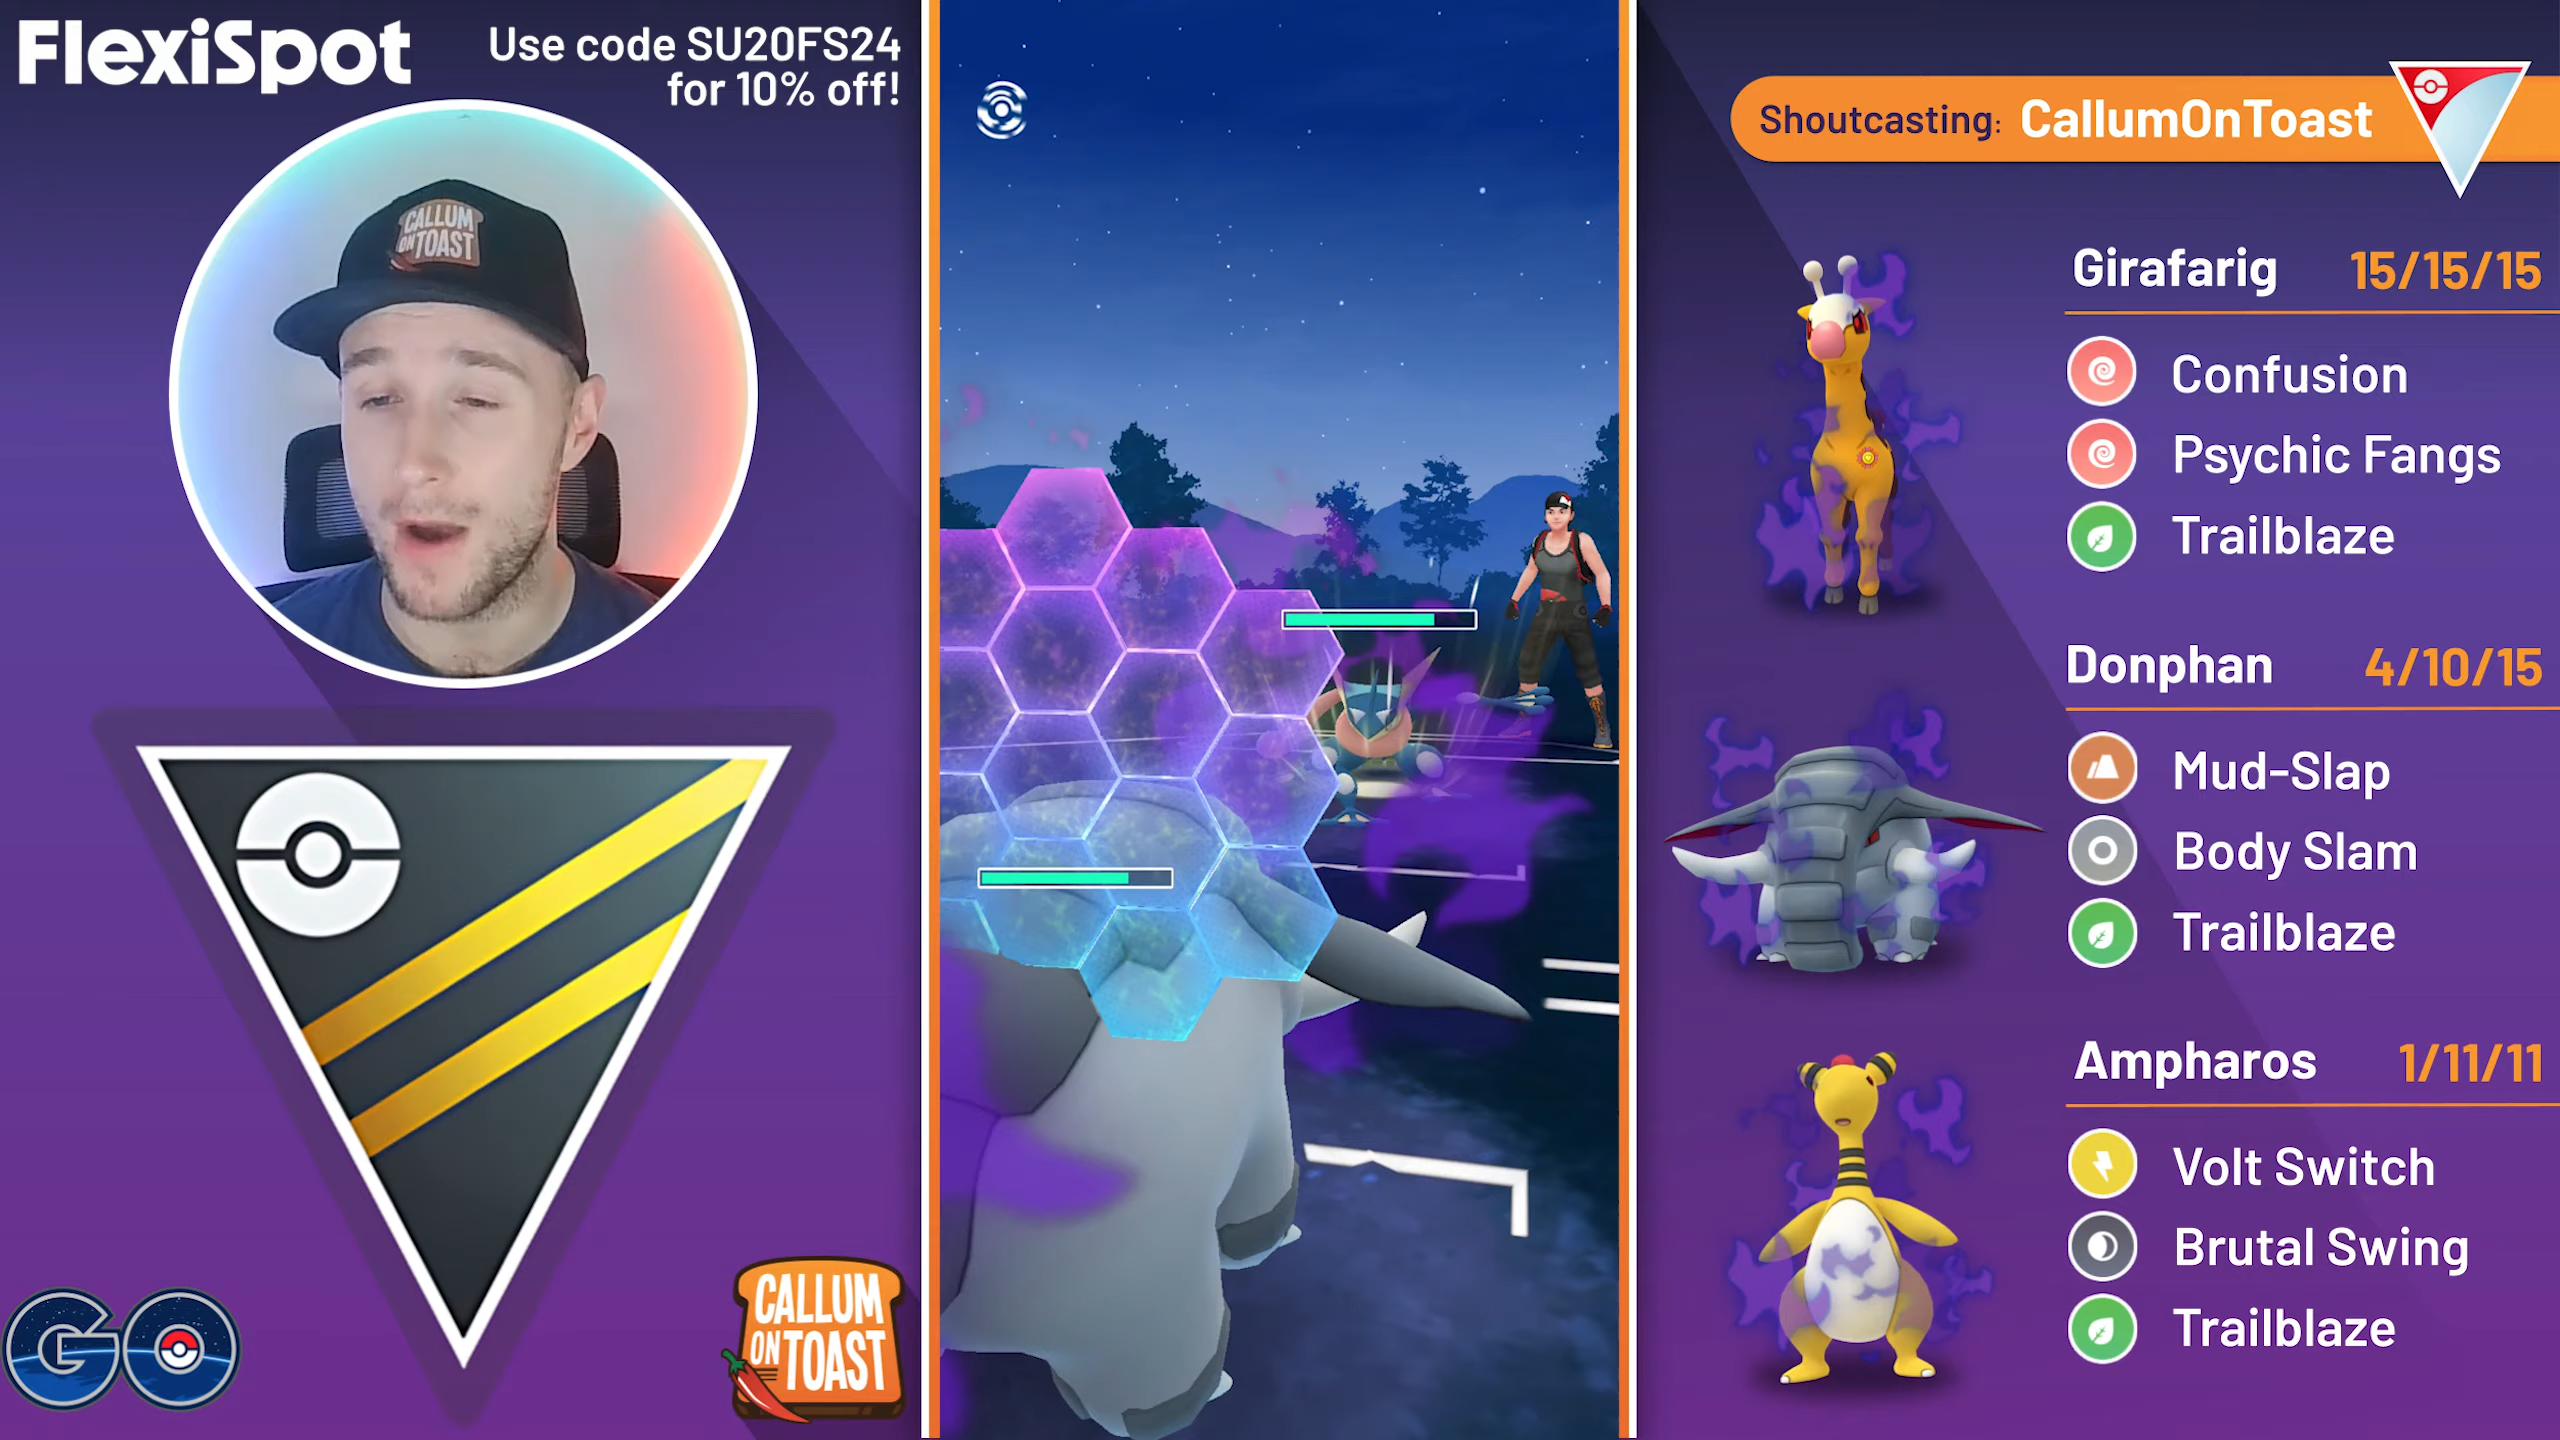 FlexiSpot
Use code SU20FS24
for 10% off!
CALLUM
ON TOAST
GO
CALLUM
ON TOAST
Shoutcasting: CallumOnToast
Girafarig 15/15/15
Confusion
Psychic Fangs
Trailblaze
Donphan 4/10/15
Mud-Slap
Body Slam
Trailblaze
Ampharos 1/11/11
Volt Switch
Brutal Swing
Trailblaze